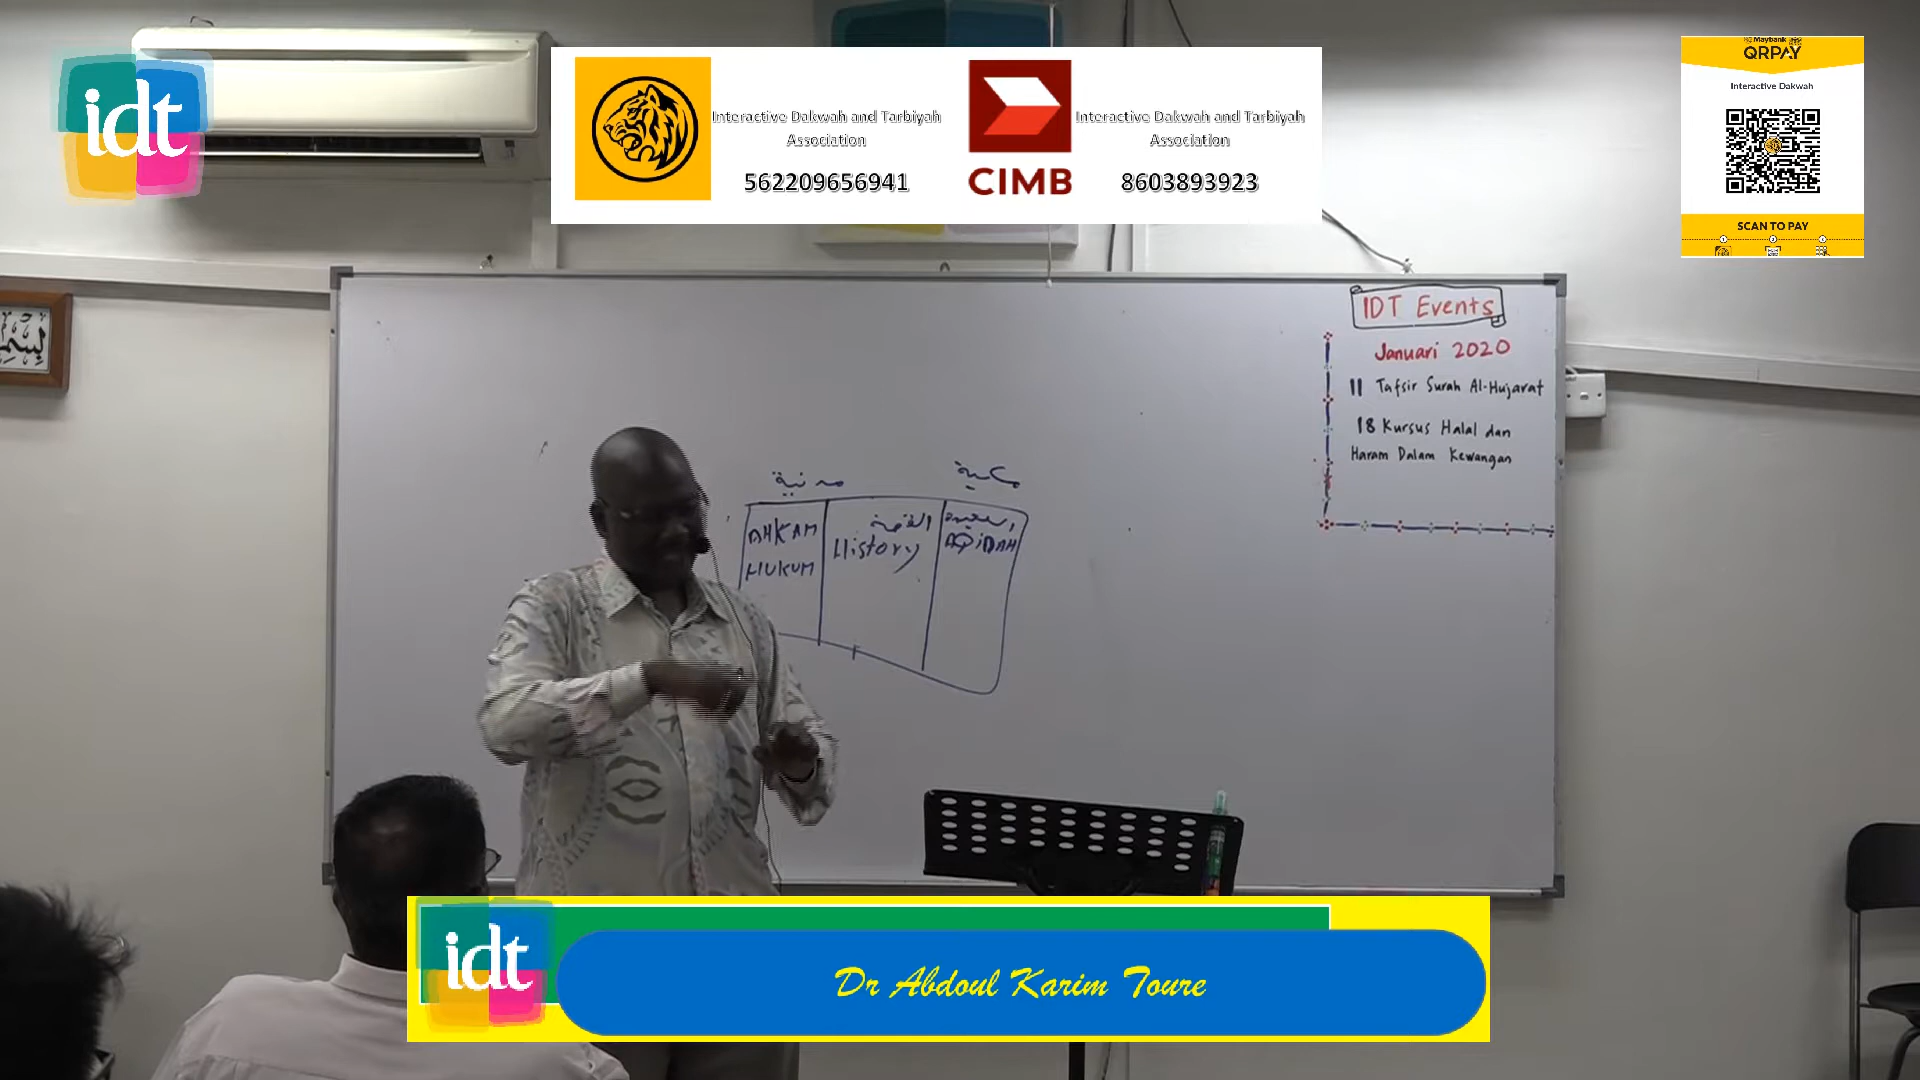 idt
Interactive Dakwah and Tarbiyah
Association
562209656941
CIMB
Interactive Dakwah and Tarbiyah
Association
8603893923
Maybank
QRPAY
Interactive Dakwah
SCAN TO PAY
IDT Events
Januari 2020
11 Tafsir Surah Al-Hujarat
18 Kursus Halal dan
Haram Dalam Kewangan
مدنية
مكية
AHKAM
HUKUM
القصة
History
AQIDAH
idt
Dr Abdoul Karim Toure